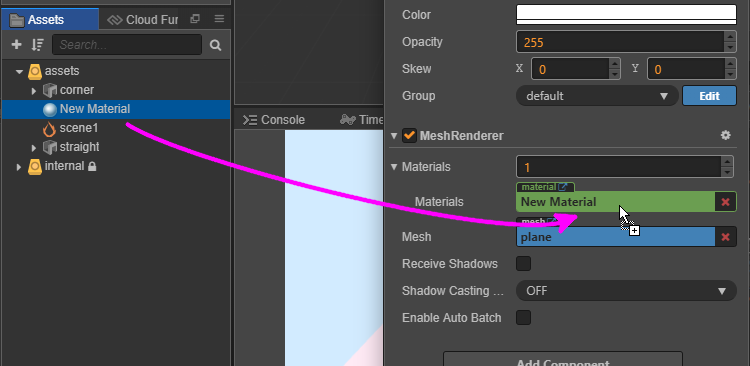 Assets
Cloud Fur
Search...
assets
corner
New Material
scene1
straight
internal
Console
Time
Color
Opacity
255
Skew
X
0
Y
0
Group
default
Edit
MeshRenderer
Materials
1
material
Materials
New Material
mesh
Mesh
plane
Receive Shadows
Shadow Casting ...
OFF
Enable Auto Batch
Add Component